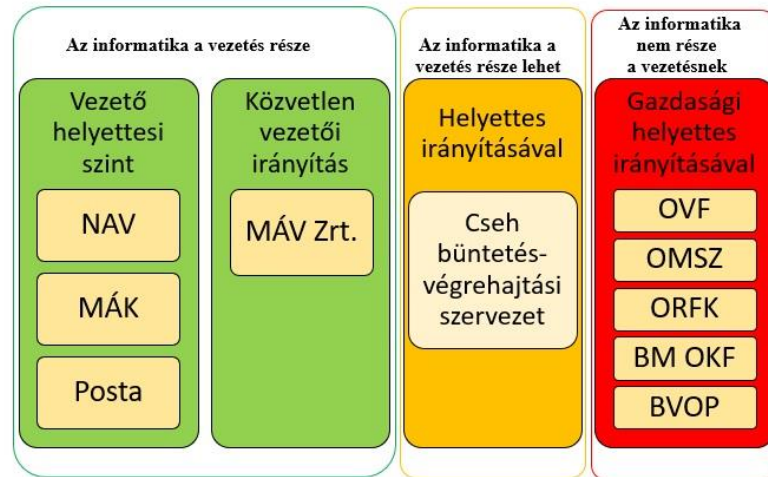 Az informatika a vezetés része
Vezető
helyettesi
szint
NAV
MÁK
Posta
Közvetlen
vezetői
irányítás
MÁV Zrt.
Az informatika a
vezetés része lehet
Helyettes
irányításával
Cseh
büntetés-
végrehajtási
szervezet
Az informatika
nem része
a vezetésnek
Gazdasági
helyettes
irányításával
OVF
OMSZ
ORFK
BM OKF
BVOP